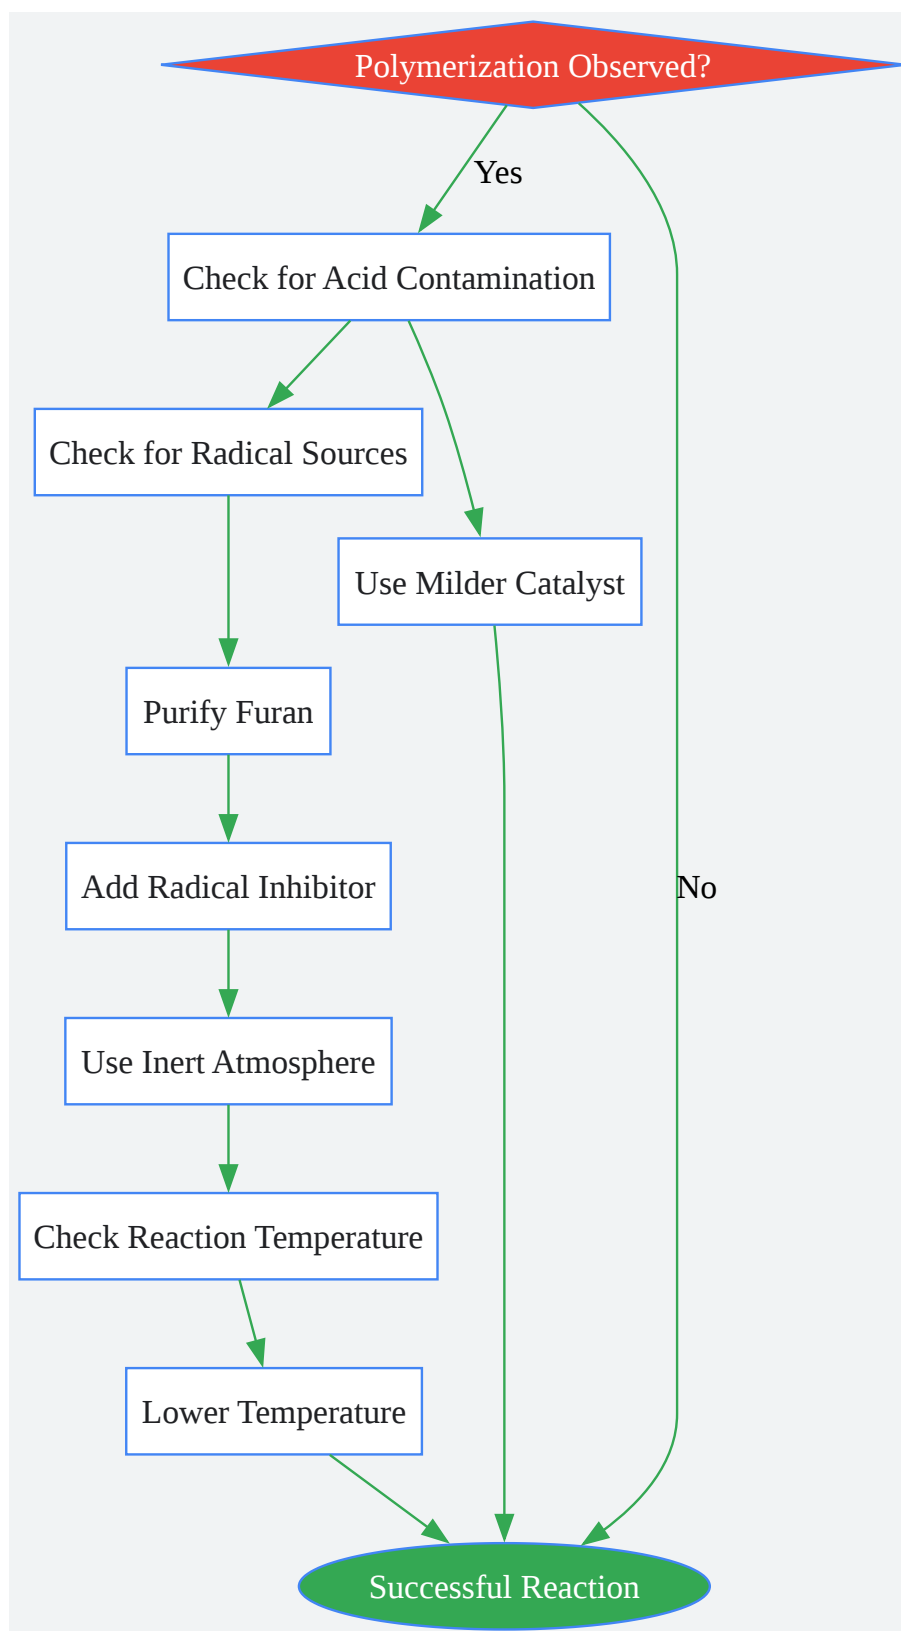 Polymerization Observed?
Yes
Check for Acid Contamination
Check for Radical Sources
Use Milder Catalyst
Purify Furan
Add Radical Inhibitor
No
Use Inert Atmosphere
Check Reaction Temperature
Lower Temperature
Successful Reaction